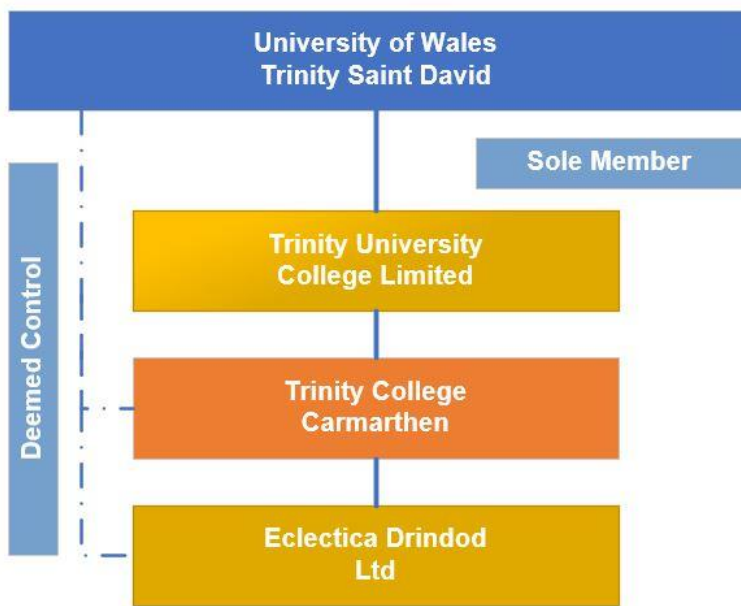 University of Wales
Trinity Saint David
Sole Member
Trinity University
College Limited
Deemed Control
Trinity College
Carmarthen
Eclectica Drindod
Ltd